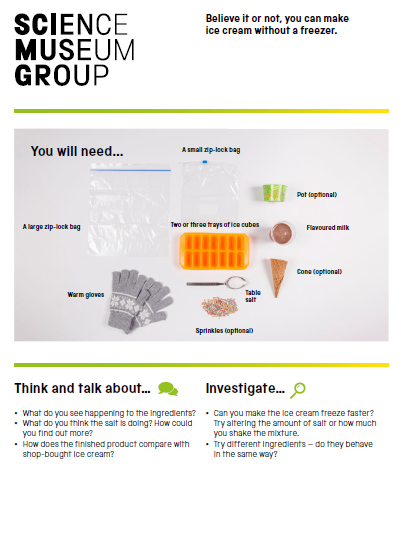 SCIENCE
MUSEUM
GROUP
Believe it or not, you can make
ice cream without a freezer.
You will need...
A small zip-lock bag
Pot (optional)
A large zip-lock bag
Two or three trays of ice cubes
Flavoured milk
Cone (optional)
Warm gloves
Table
salt
Sprinkles (optional)
Think and talk about...
• What do you see happening to the ingredients?
• What do you think the salt is doing? How could
you find out more?
• How does the finished product compare with
shop-bought ice cream?
Investigate...
• Can you make the ice cream freeze faster?
Try altering the amount of salt or how much
you shake the mixture.
• Try different ingredients – do they behave
in the same way?